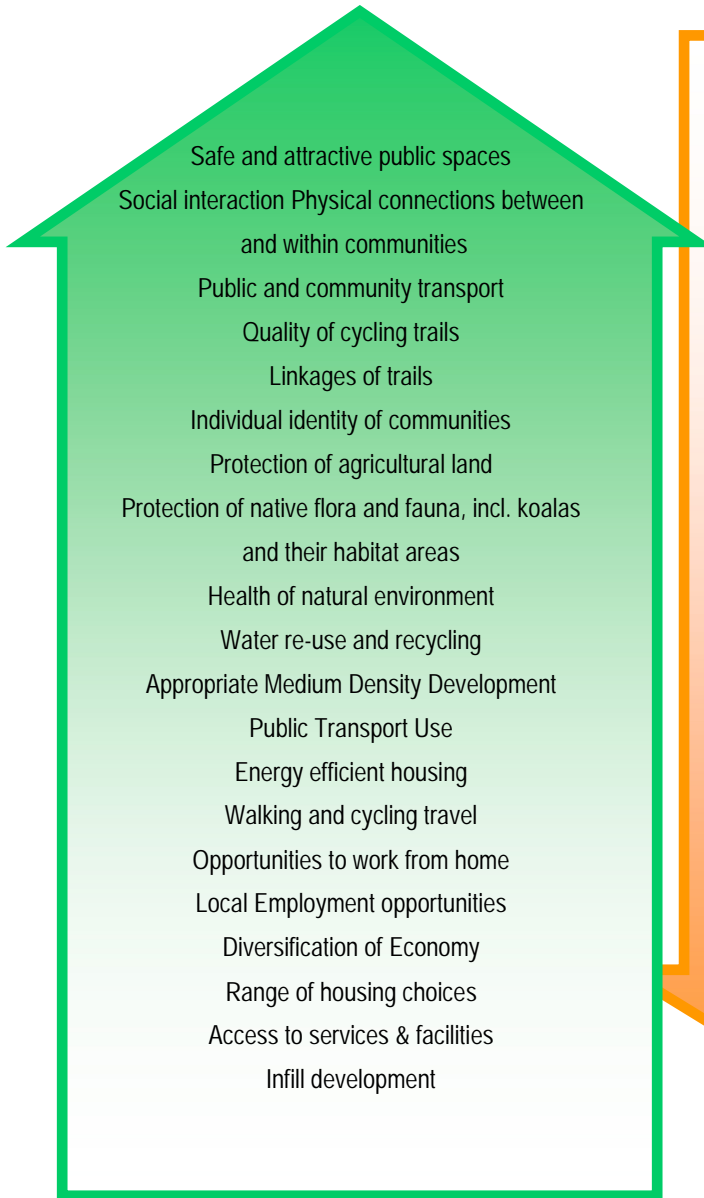 Safe and attractive public spaces
Social interaction Physical connections between
and within communities
Public and community transport
Quality of cycling trails
Linkages of trails
Individual identity of communities
Protection of agricultural land
Protection of native flora and fauna, incl. koalas
and their habitat areas
Health of natural environment
Water re-use and recycling
Appropriate Medium Density Development
Public Transport Use
Energy efficient housing
Walking and cycling travel
Opportunities to work from home
Local Employment opportunities
Diversification of Economy
Range of housing choices
Access to services & facilities
Infill development